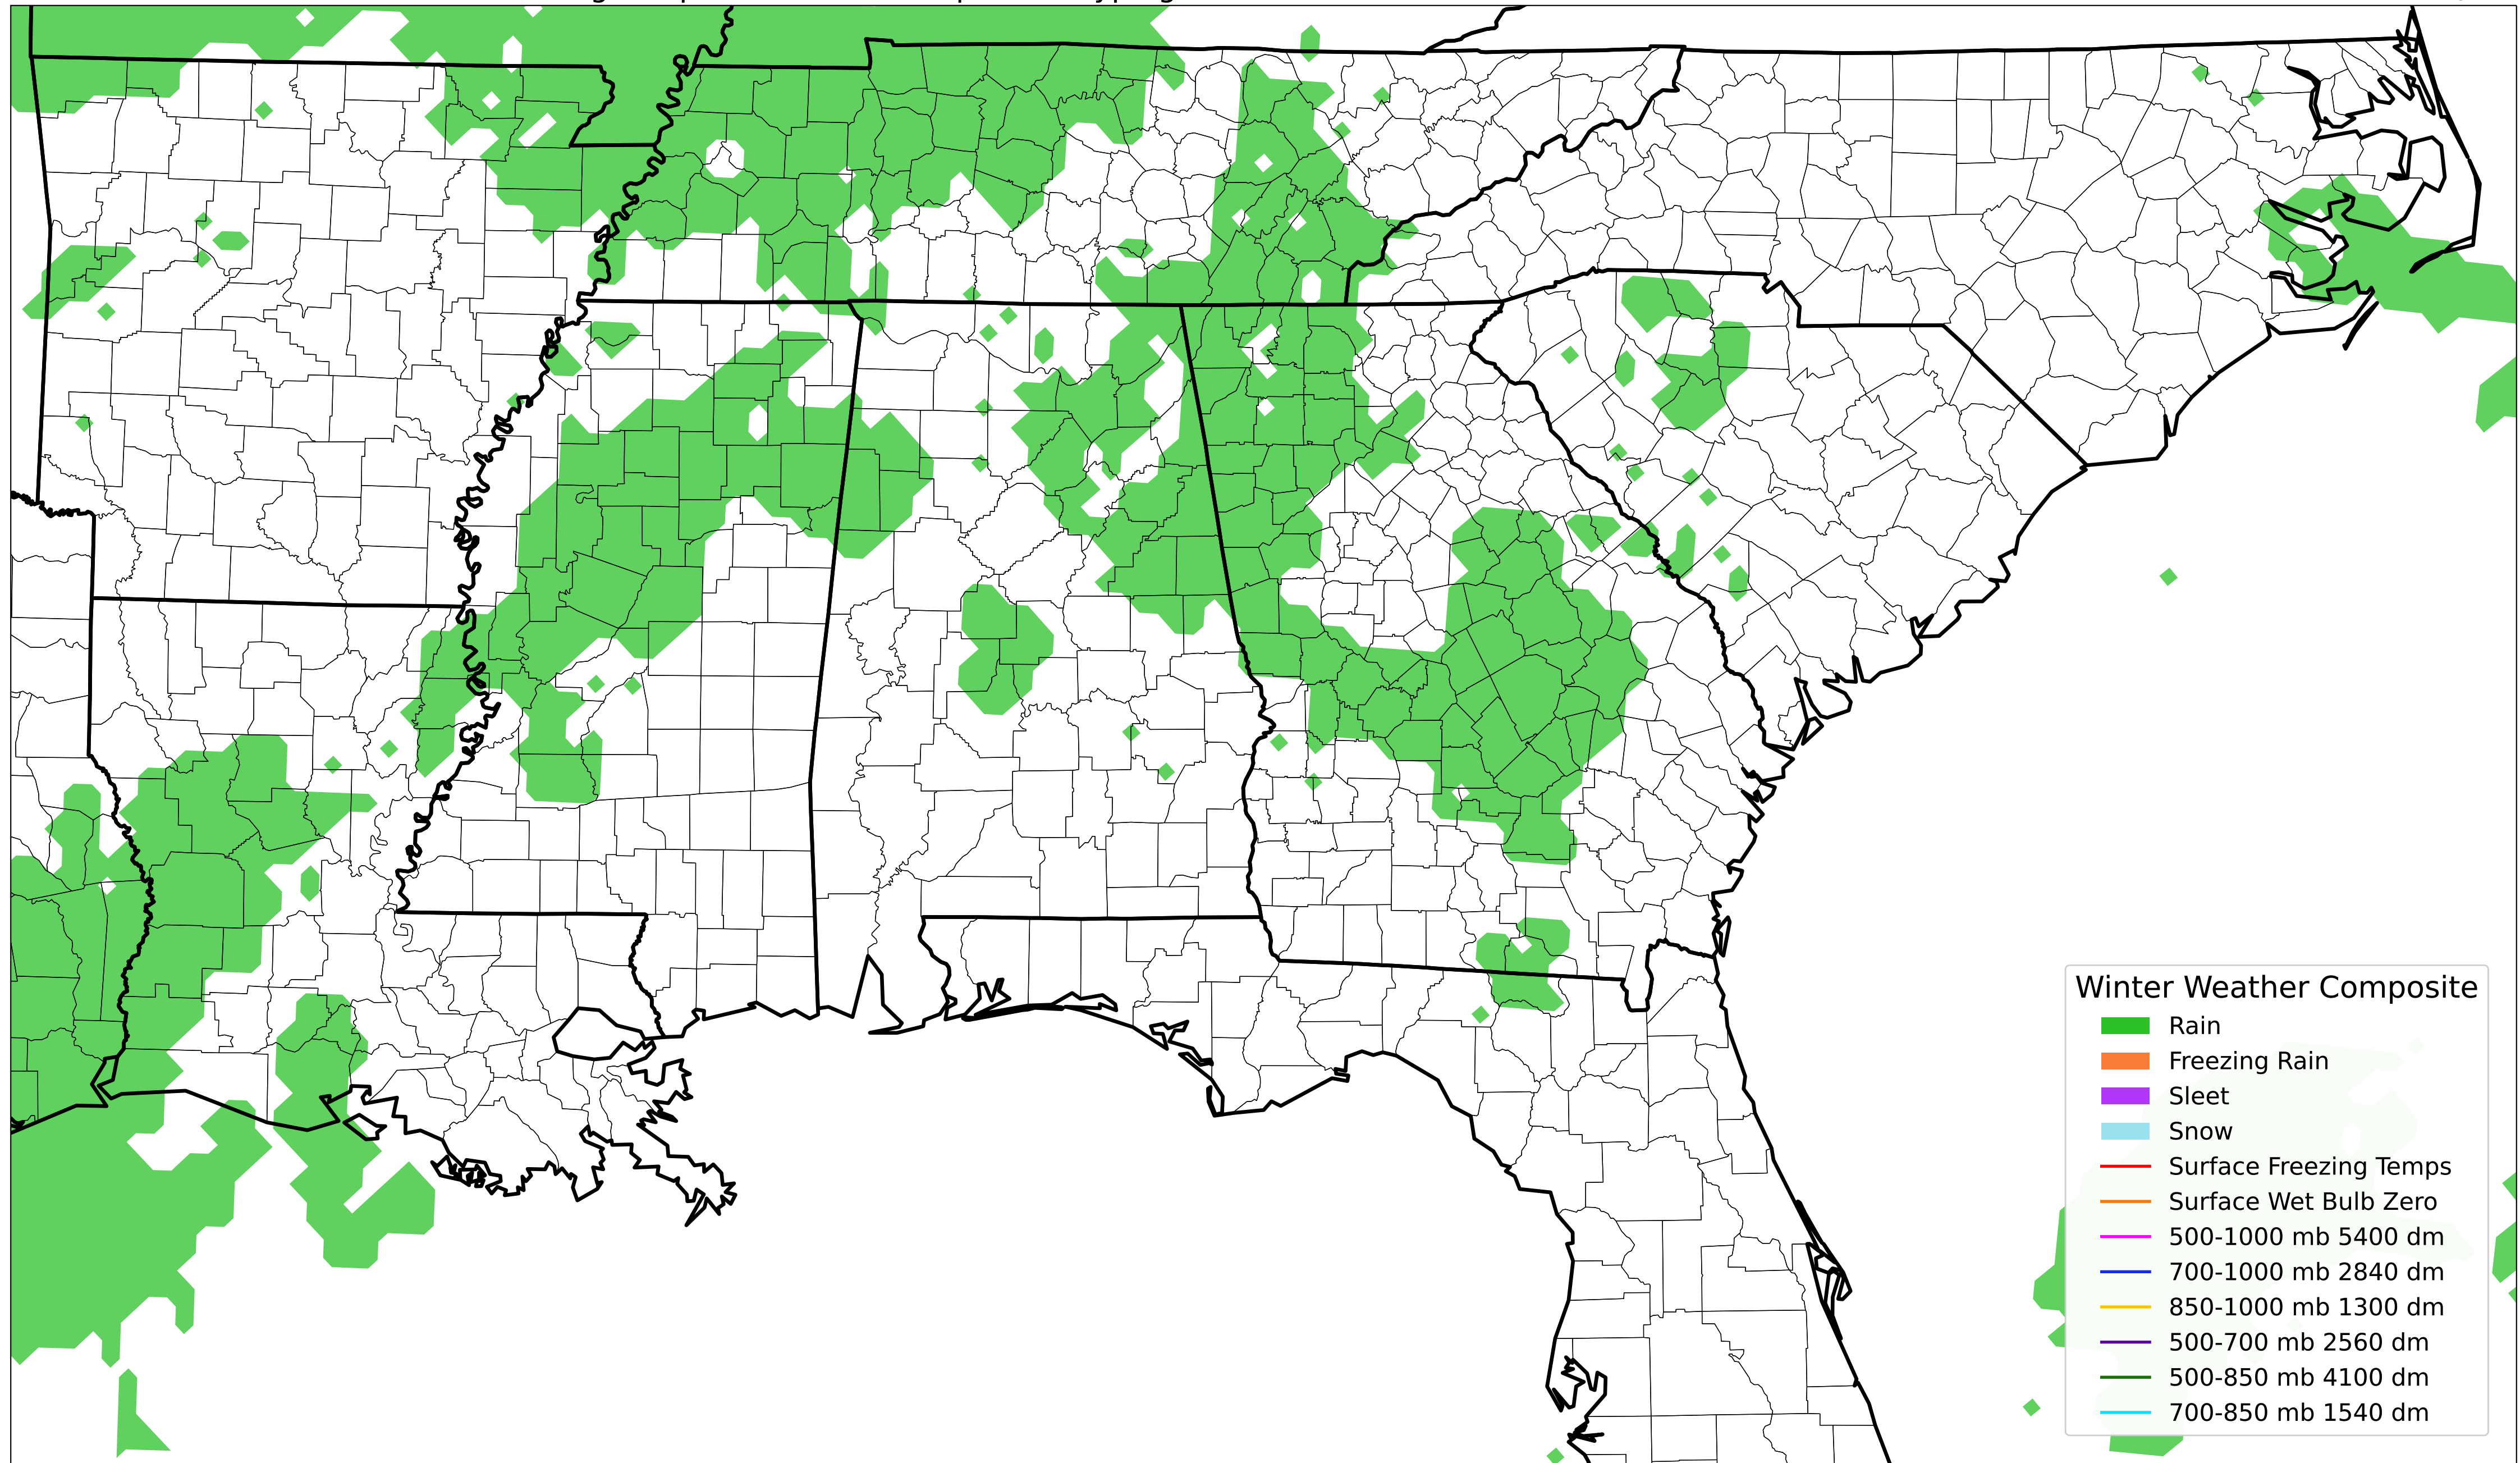 Winter Weather Composite
Rain
Freezing Rain
Sleet
Snow
Surface Freezing Temps
Surface Wet Bulb Zero
500-1000 mb 5400 dm
700-1000 mb 2840 dm
850-1000 mb 1300 dm
500-700 mb 2560 dm
500-850 mb 4100 dm
700-850 mb 1540 dm